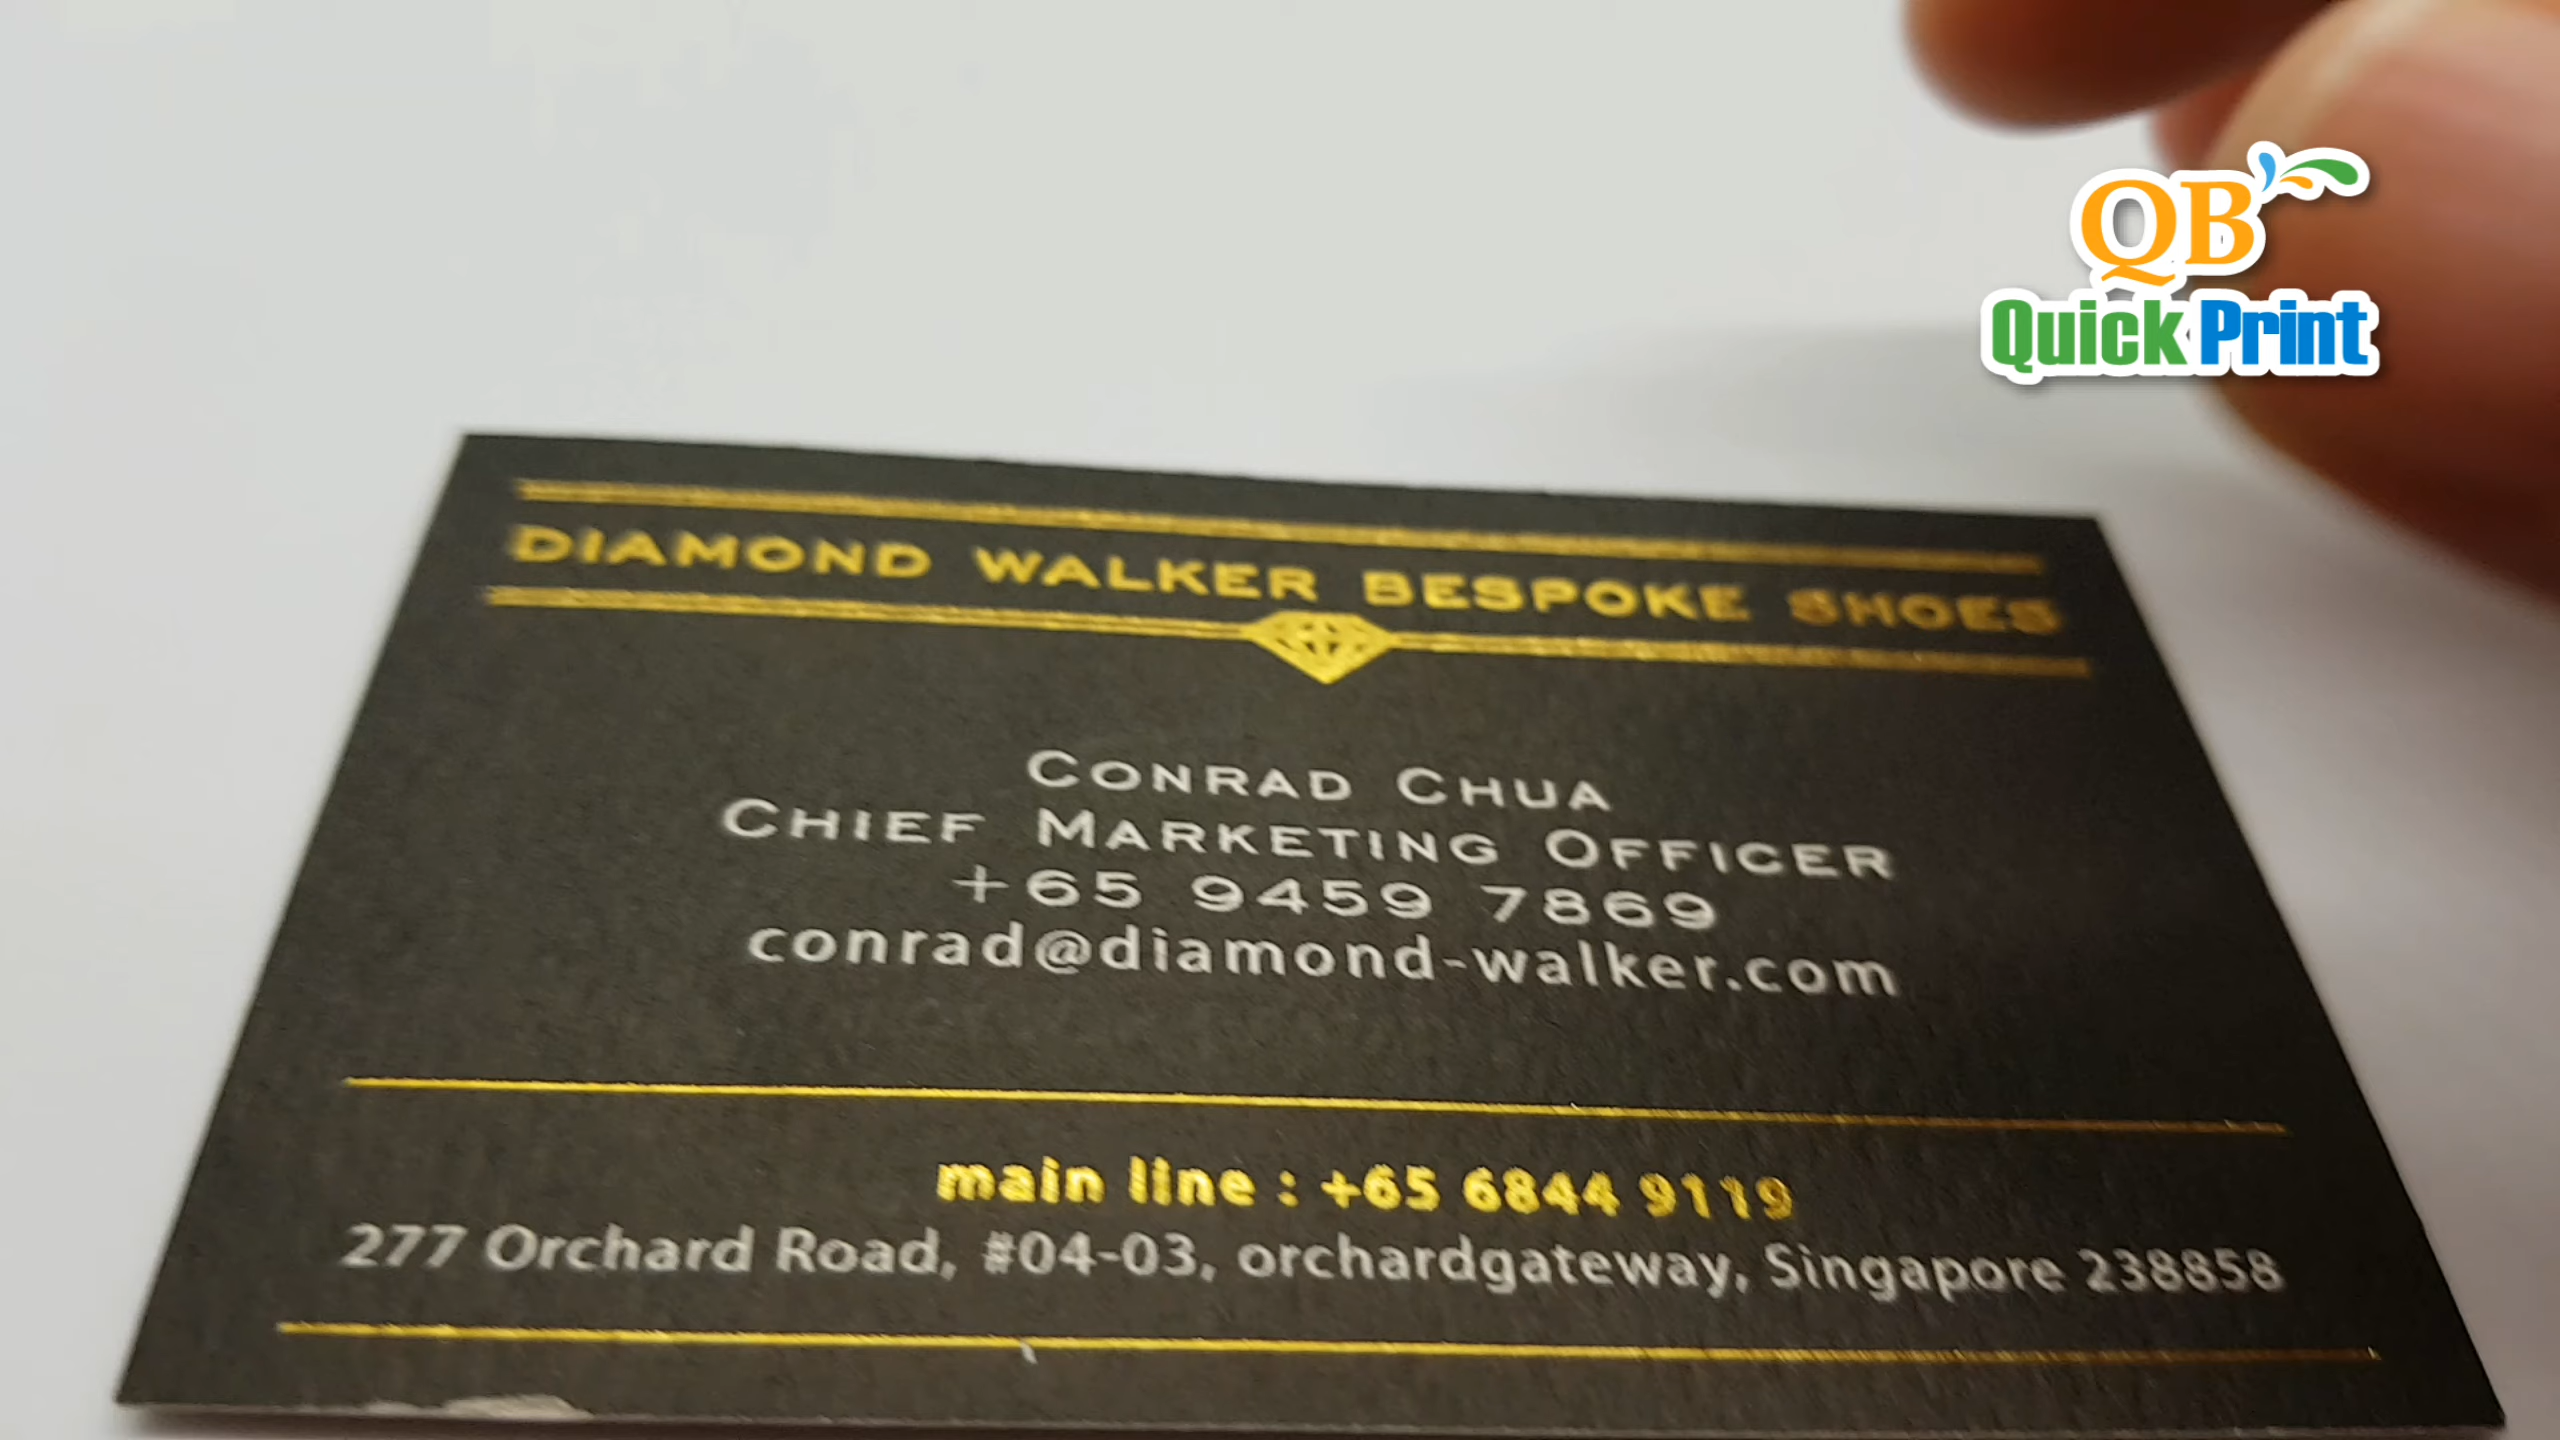 QB
Quick Print
DIAMOND WALKER BESPOKE SHOES
CONRAD CHUA
CHIEF MARKETING OFFICER
+65 9459 7869
conrad@diamond-walker.com
main line : +65 6844 9119
277 Orchard Road, #04-03, orchardgateway, Singapore 238858